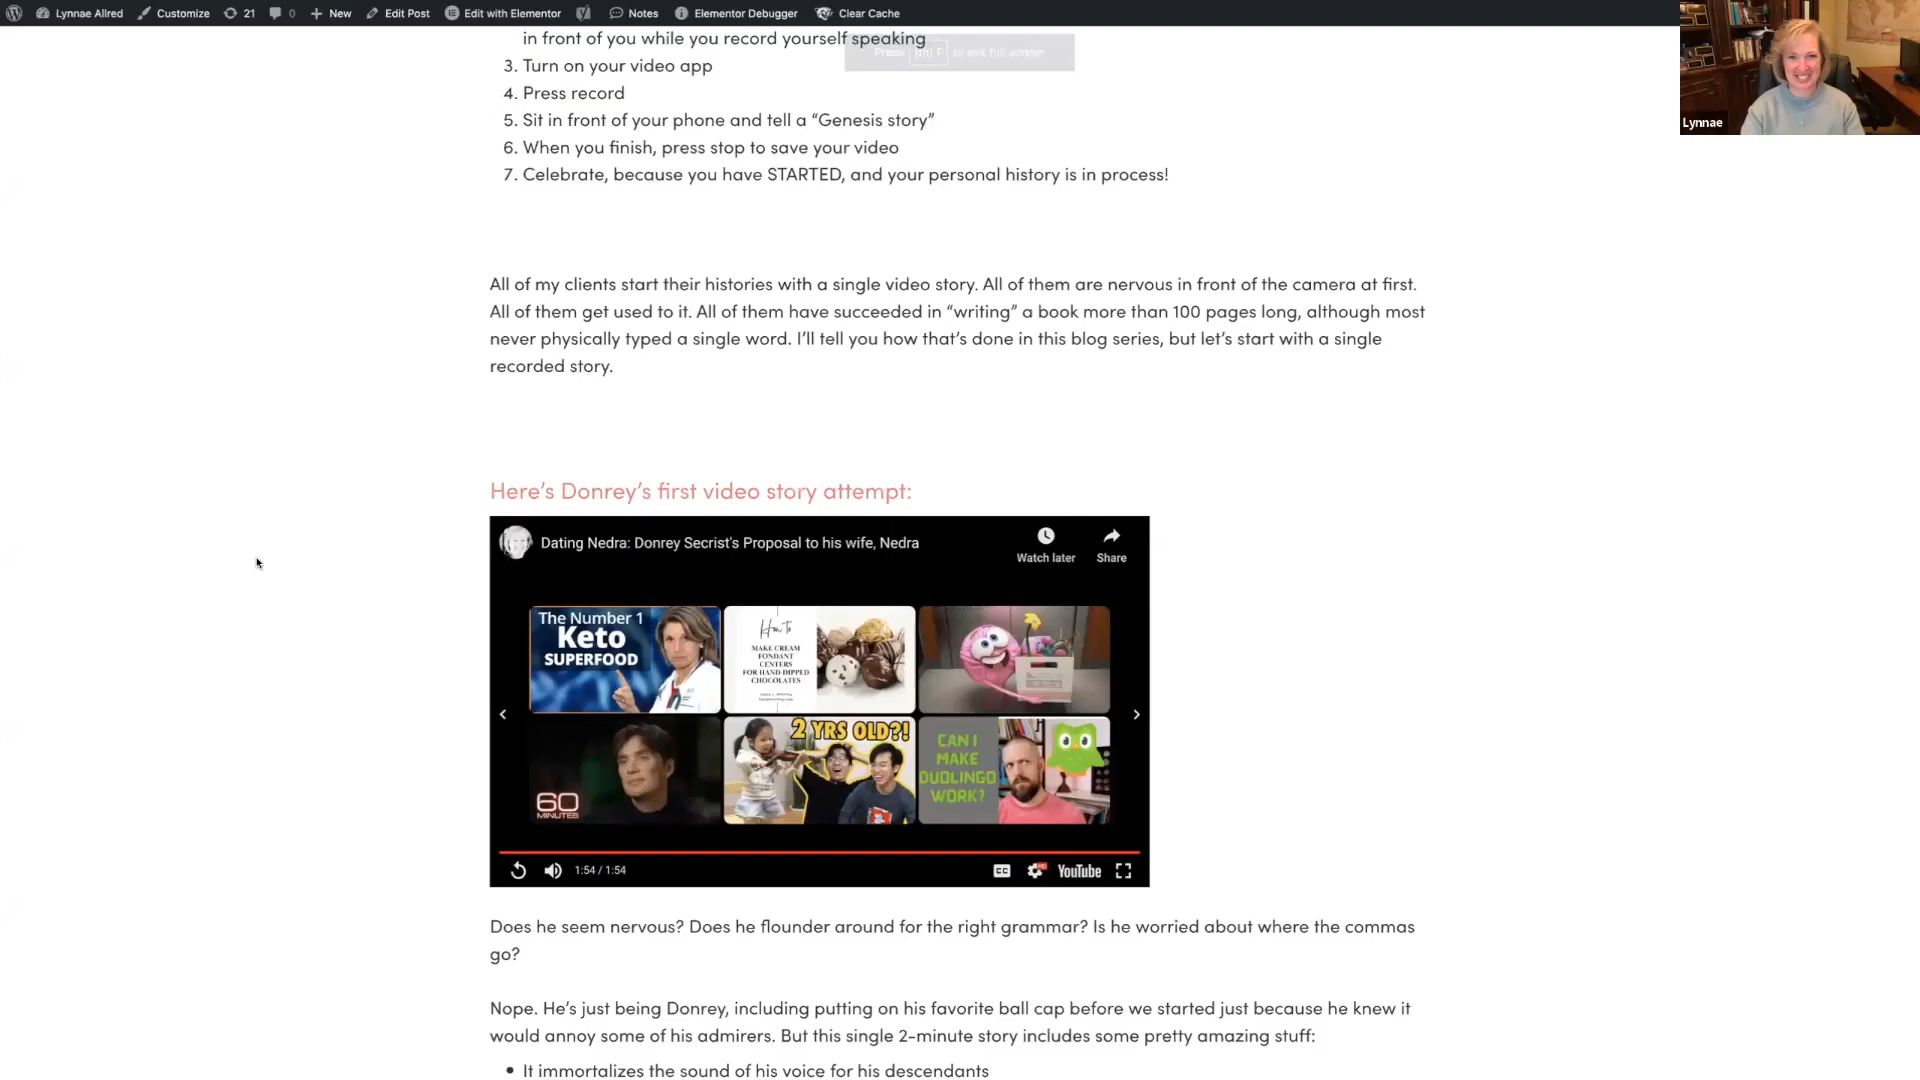 Lynnae Allred Customize 21 0 New Edit Post Edit with Elementor Notes Elementor Debugger Clear Cache
in front of you while you record yourself speaking
Press F to exit full screen
3. Turn on your video app
4. Press record
5. Sit in front of your phone and tell a “Genesis story”
6. When you finish, press stop to save your video
7. Celebrate, because you have STARTED, and your personal history is in process!
Lynnae
All of my clients start their histories with a single video story. All of them are nervous in front of the camera at first.
All of them get used to it. All of them have succeeded in “writing” a book more than 100 pages long, although most
never physically typed a single word. I’ll tell you how that’s done in this blog series, but let’s start with a single
recorded story.
Here’s Donrey’s first video story attempt:
Dating Nedra: Donrey Secrist's Proposal to his wife, Nedra
Watch later
Share
The Number 1
Keto
SUPERFOOD
How to
MAKE CREAM
FONDANT
CENTERS
FOR HAND-DIPPED
CHOCOLATES
60
MINUTES
2 YRS OLD?!
CAN I
MAKE
DUOLINGO
WORK?
1:54 / 1:54
CC
HD
YouTube
Does he seem nervous? Does he flounder around for the right grammar? Is he worried about where the commas
go?
Nope. He’s just being Donrey, including putting on his favorite ball cap before we started just because he knew it
would annoy some of his admirers. But this single 2-minute story includes some pretty amazing stuff:
• It immortalizes the sound of his voice for his descendants